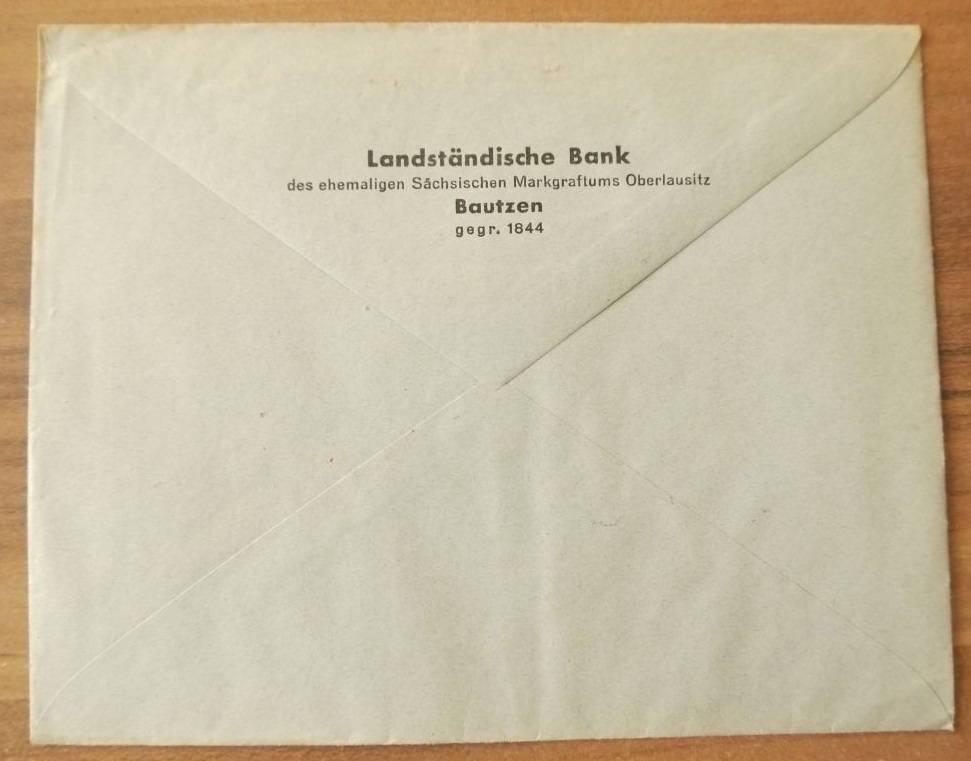 Landständische Bank
des ehemaligen Sächsischen Markgraftums Oberlausitz
Bautzen
gegr. 1844